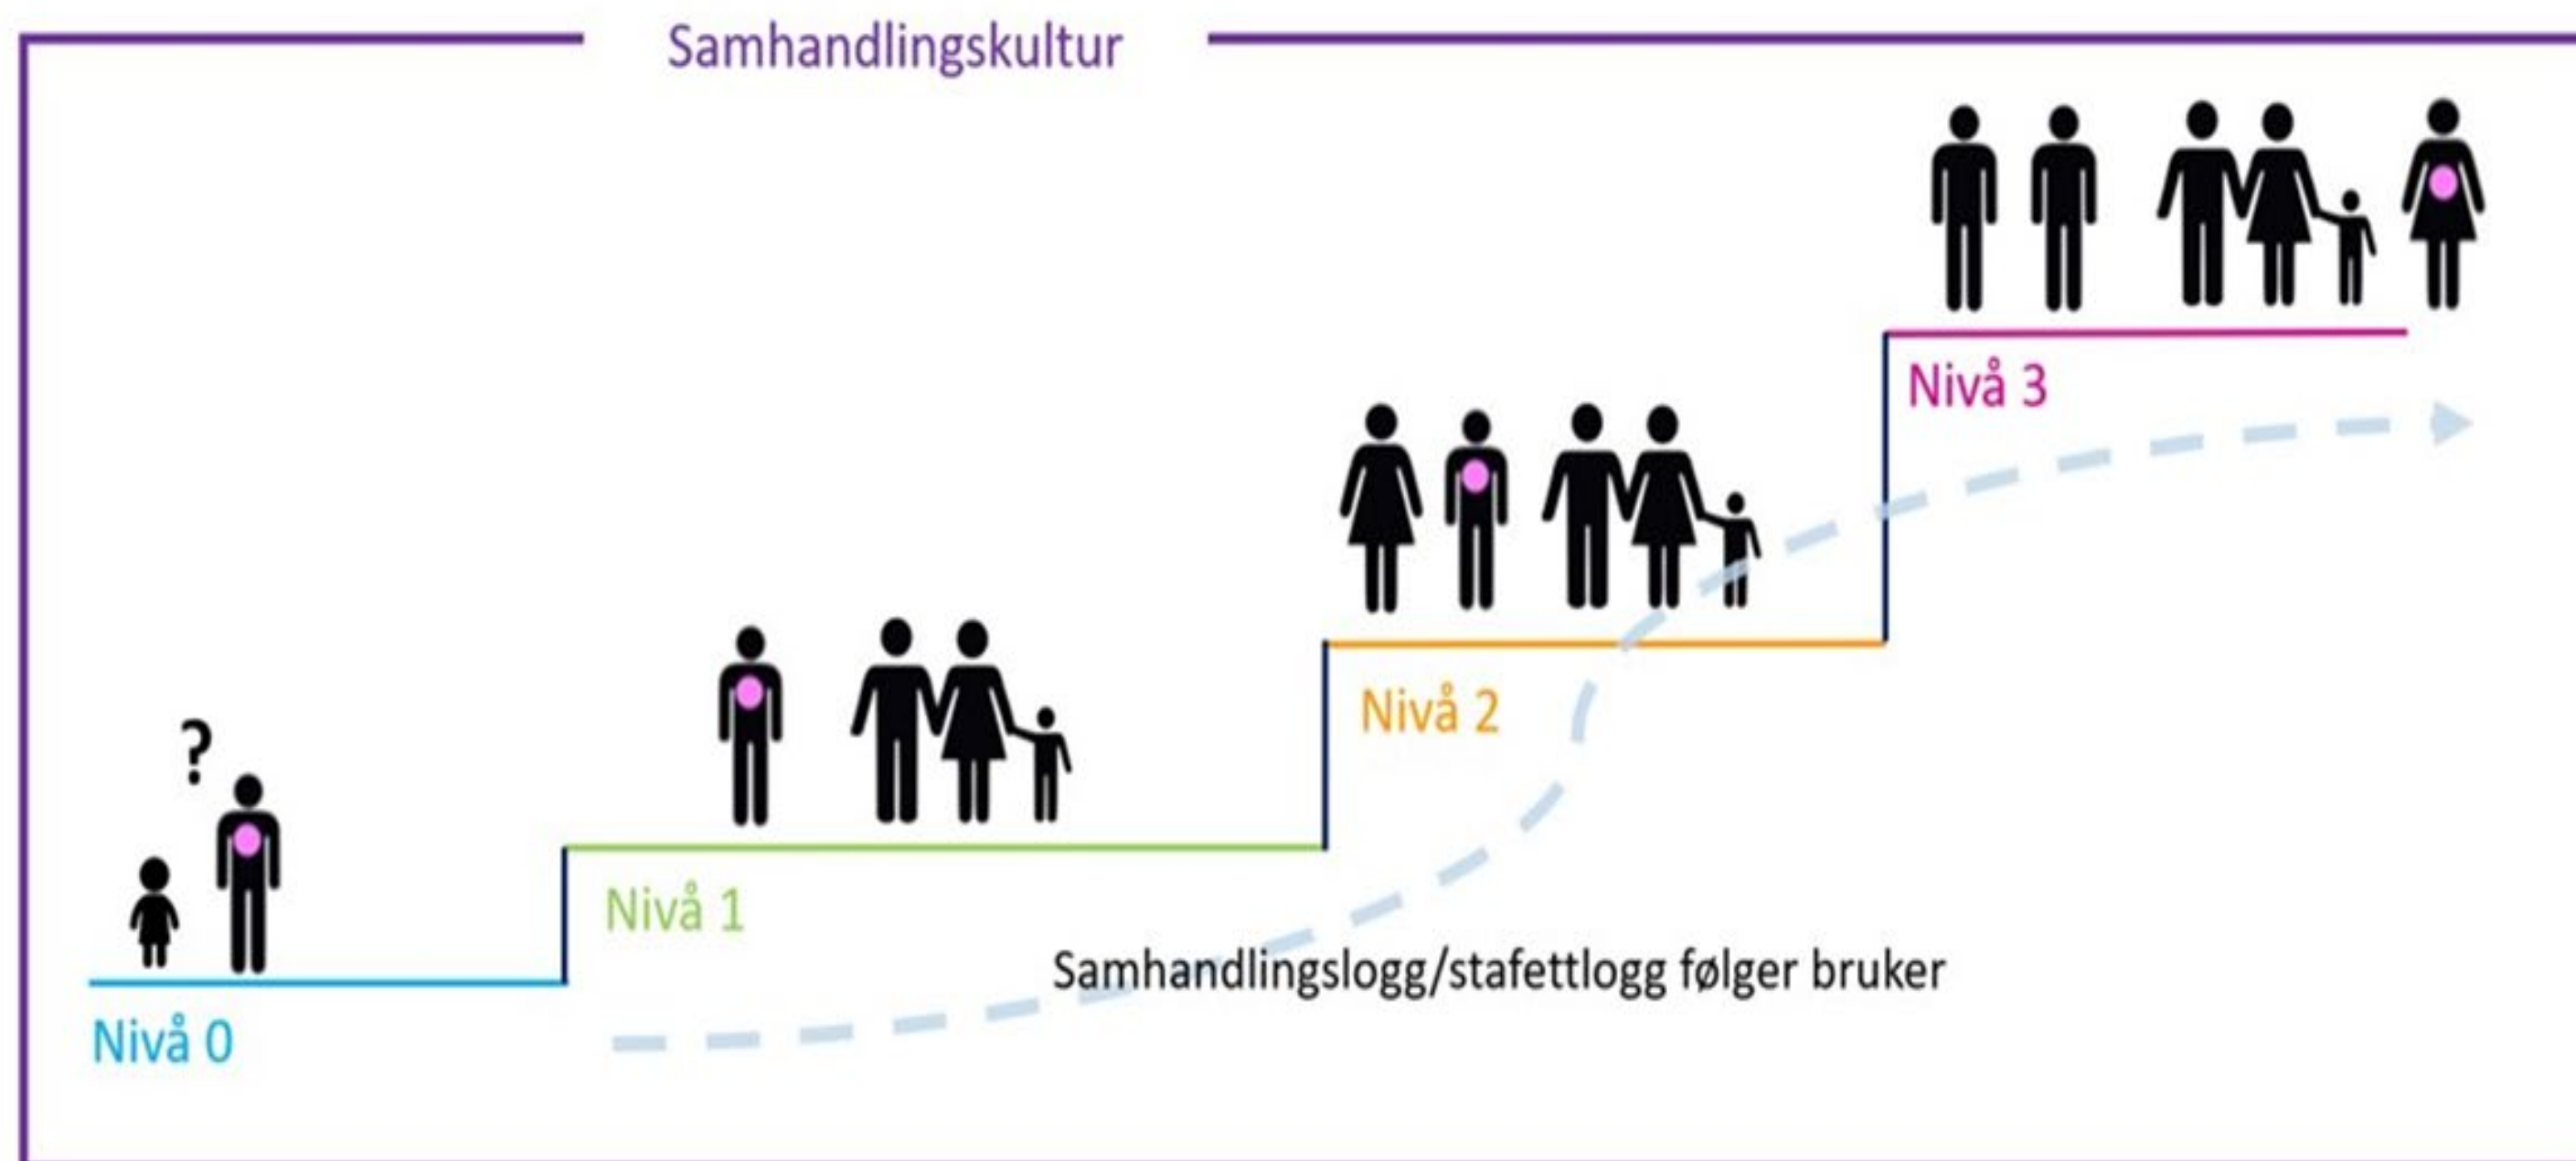 Samhandlingskultur
Nivå 3
Nivå 2
?
Nivå 1
Samhandlingslogg/stafettlogg følger bruker
Nivå 0